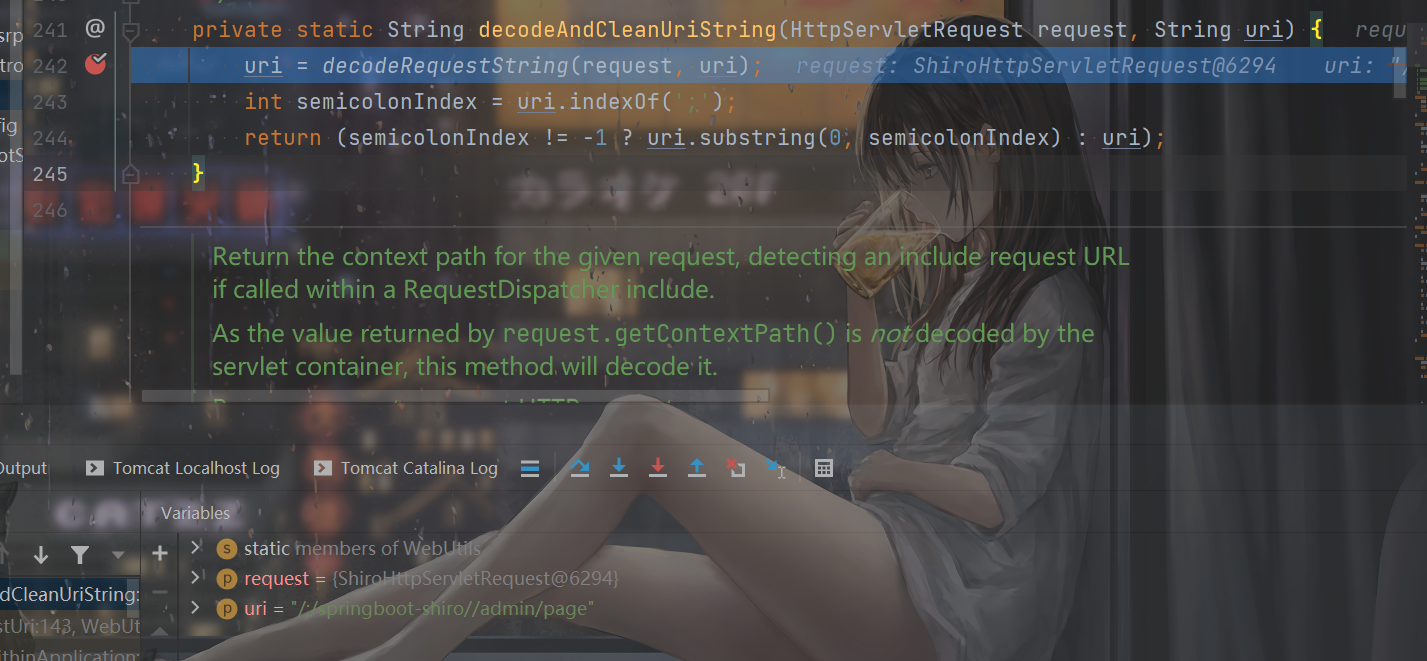 srp 241 @ private static String decodeAndCleanUriString(HttpServletRequest request, String uri) { requ
tro 242 uri = decodeRequestString(request, uri); request: ShiroHttpServletRequest@6294 uri: "/
243 int semicolonIndex = uri.indexOf(';');
fig 244 return (semicolonIndex != -1 ? uri.substring(0, semicolonIndex) : uri);
otS
245 }
246
カラオケ
Return the context path for the given request, detecting an include request URL
if called within a RequestDispatcher include.
As the value returned by request.getContextPath() is not decoded by the
servlet container, this method will decode it.
Output Tomcat Localhost Log Tomcat Catalina Log
Variables
s static members of WebUtils
p request = {ShiroHttpServletRequest@6294}
dCleanUriString: p uri = "/;/springboot-shiro//admin/page"
stUri:143, WebUt
ithinApplication: